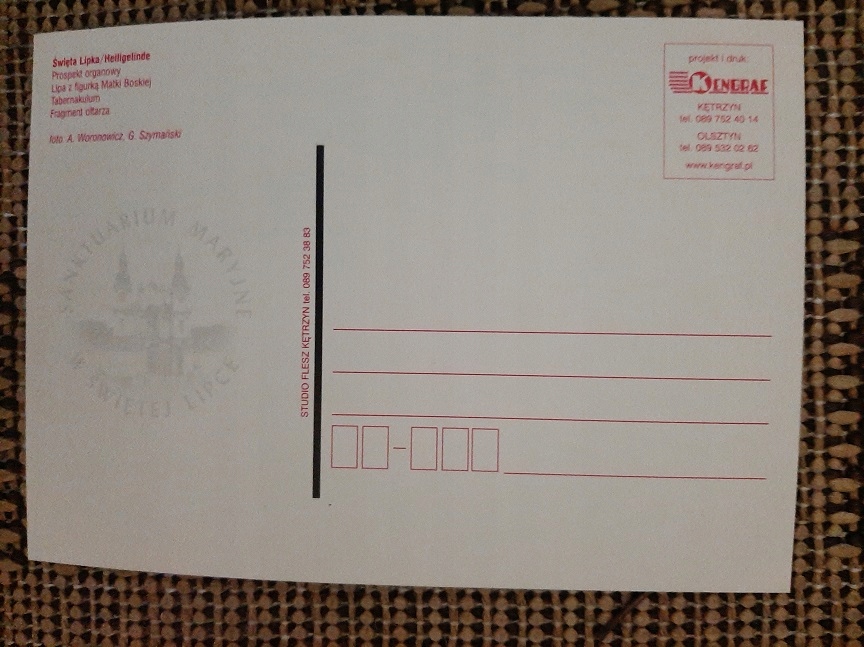 Święta Lipka/Heiligelinde
Prospekt organowy
Lipa z figurką Matki Boskiej
Tabernakulum
Fragment ołtarza
foto: A. Woronowicz, G. Szymański
SANKTUARIUM MARYJNE
W ŚWIĘTEJ LIPCE
STUDIO FLESZ KĘTRZYN tel. 089 752 38 83
projekt i druk:
KENGRAF
KĘTRZYN
tel. 089 752 40 14
OLSZTYN
tel. 089 532 02 62
www.kengraf.pl